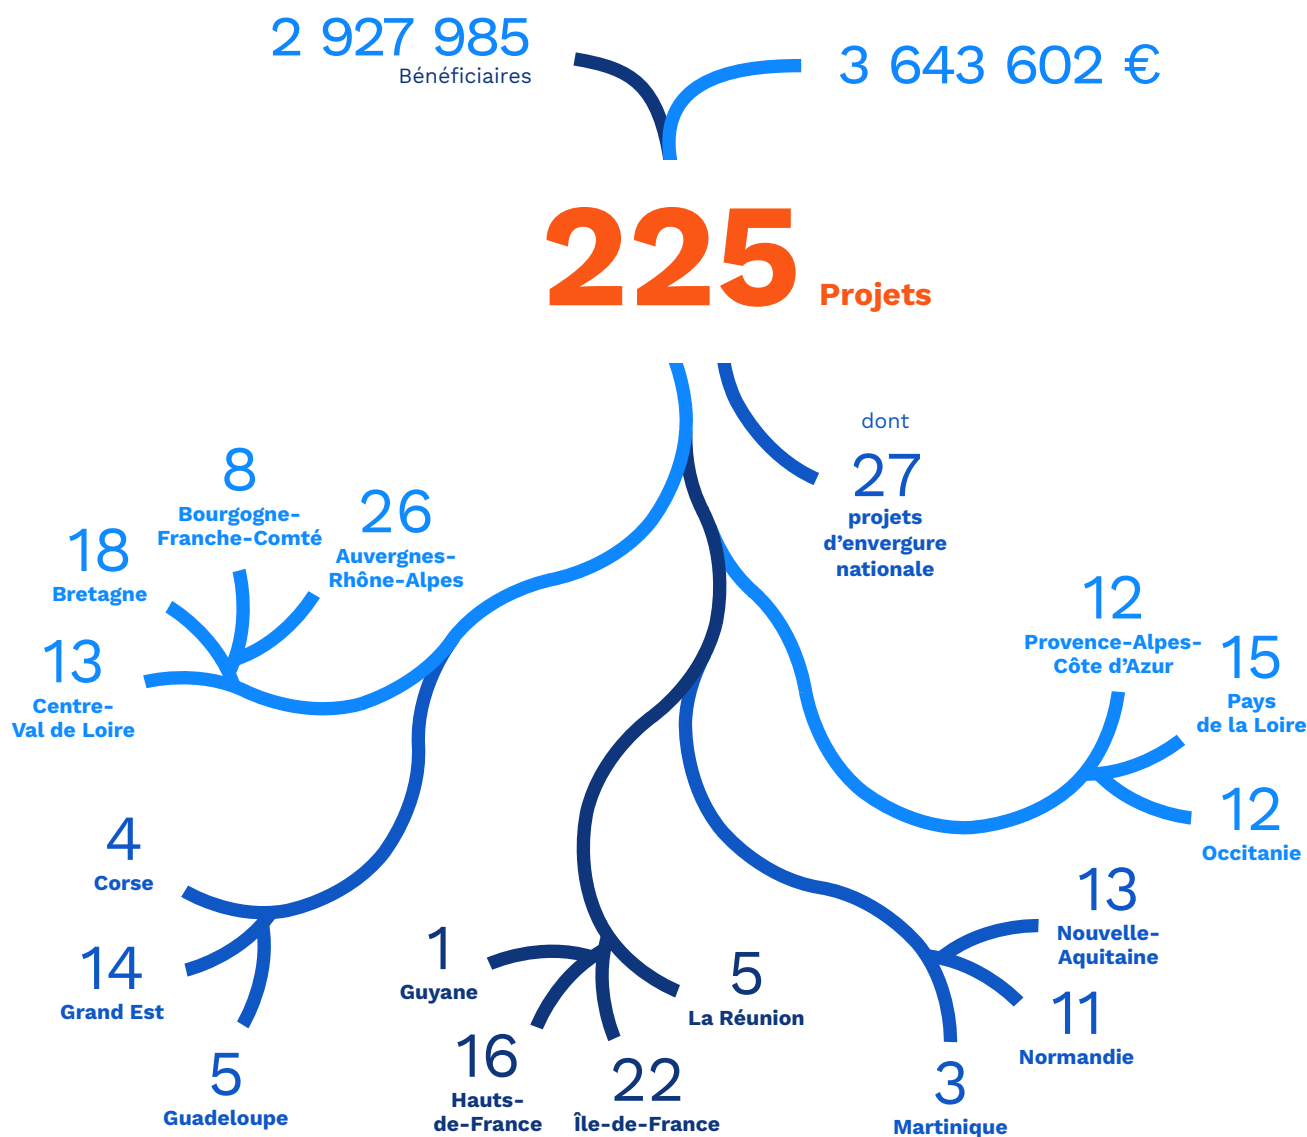 2 927 985
Bénéficiaires
3 643 602 €
225 Projets
dont
27
projets
d’envergure
nationale
8
Bourgogne-
Franche-Comté
26
Auvergnes-
Rhône-Alpes
18
Bretagne
13
Centre-
Val de Loire
12
Provence-Alpes-
Côte d’Azur
15
Pays
de la Loire
12
Occitanie
4
Corse
14
Grand Est
5
Guadeloupe
1
Guyane
16
Hauts-
de-France
22
Île-de-France
5
La Réunion
13
Nouvelle-
Aquitaine
11
Normandie
3
Martinique